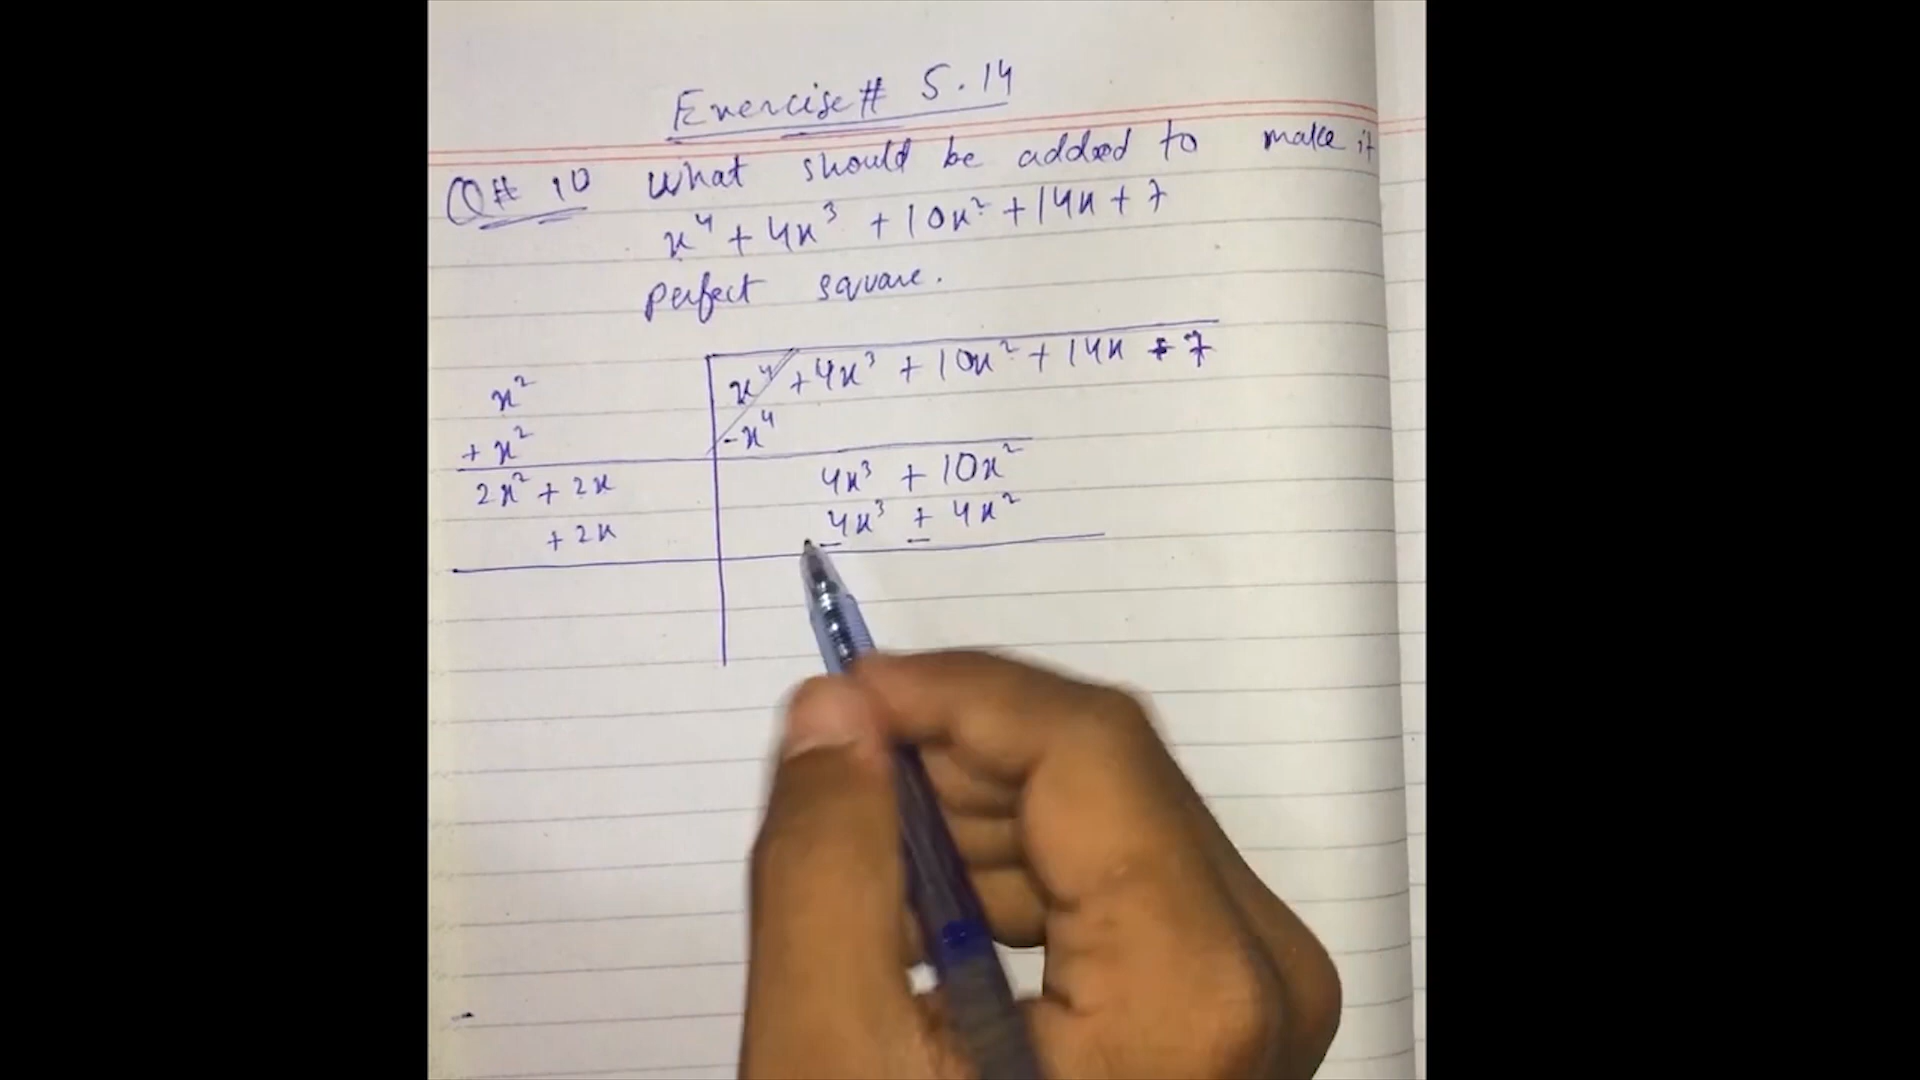 Exercise# 5.14
Q# 10 What should be added to make it
x⁴ + 4x³ + 10x² + 14x + 7
perfect square.
x² x⁴ + 4x³ + 10x² + 14x + 7
+ x² - x⁴
2x² + 2x 4x³ + 10x²
+ 2x 4x³ + 4x²